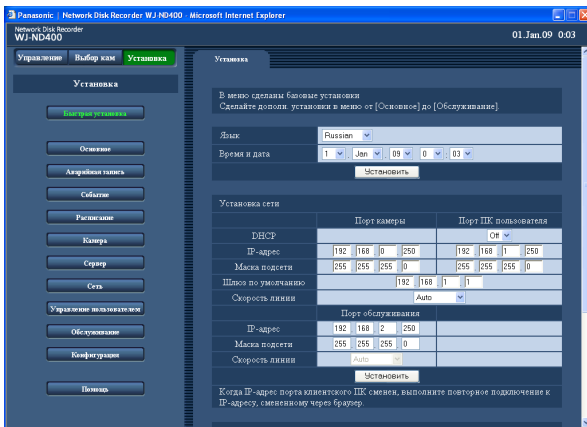 Panasonic | Network Disk Recorder WJ-ND400 - Microsoft Internet Explorer
Network Disk Recorder
WJ-ND400
01.Jan.09 0:03
Управление Выбор кам Установка
Установка
Установка
Быстрая установка
Основное
Аварийная запись
Событие
Расписание
Камера
Сервер
Сеть
Управление пользователем
Обслуживание
Конфигурация
Помощь
В меню сделаны базовые установки
Сделайте дополн. установки в меню от [Основное] до [Обслуживание].
Язык Russian
Время и дата 1 . Jan . 09 0 : 03
Установить
Установка сети
Порт камеры Порт ПК пользователя
DHCP Off
IP-адрес 192 . 168 . 0 . 250 192 . 168 . 1 . 250
Маска подсети 255 . 255 . 255 . 0 255 . 255 . 255 . 0
Шлюз по умолчанию 192 . 168 . 1 . 1
Скорость линии Auto
Порт обслуживания
IP-адрес 192 . 168 . 2 . 250
Маска подсети 255 . 255 . 255 . 0
Скорость линии Auto
Установить
Когда IP-адрес порта клиентского ПК сменен, выполните повторное подключение к
IP-адресу, смененному через браузер.